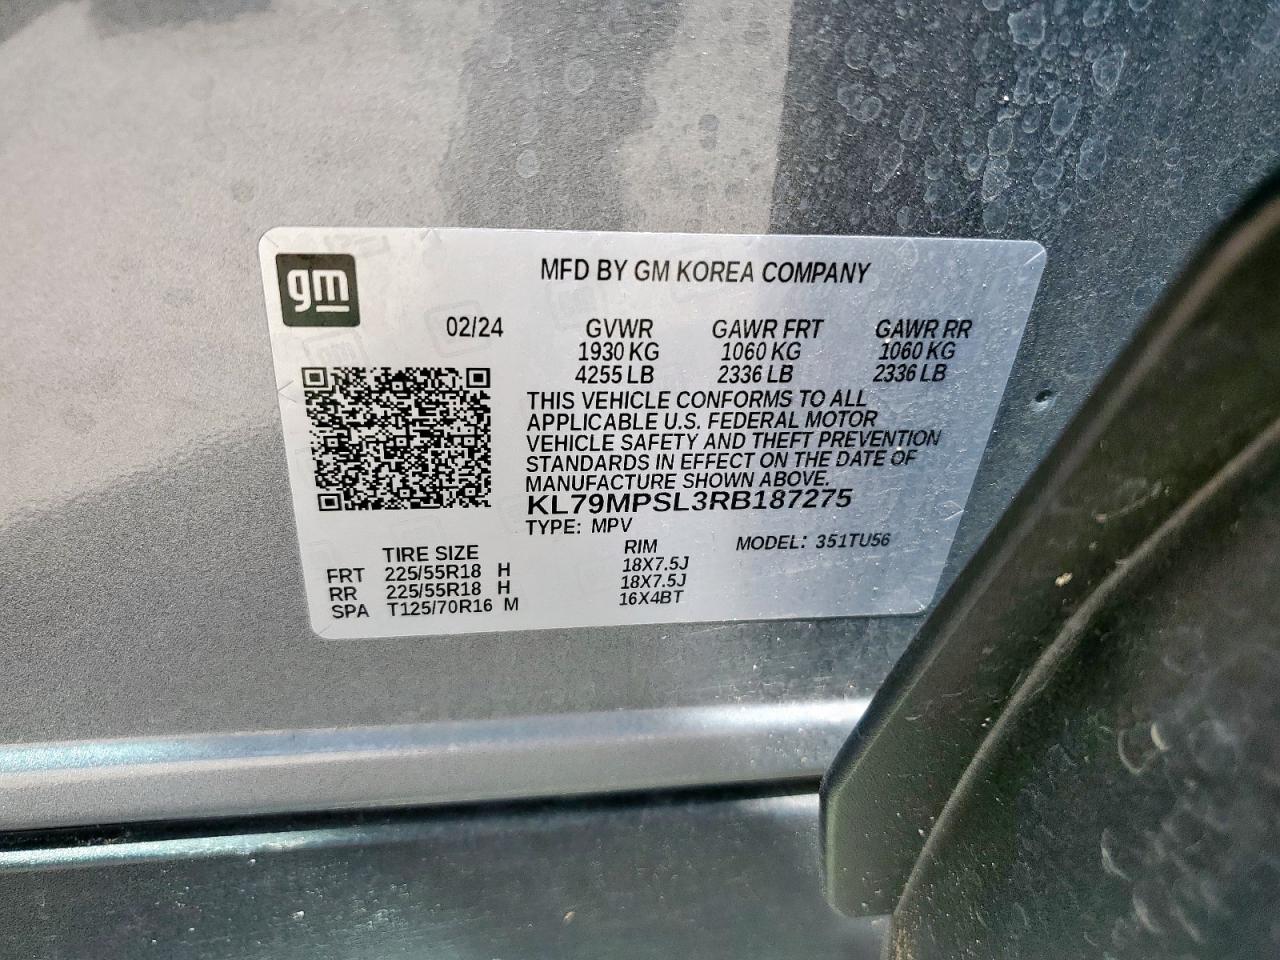 gm
MFD BY GM KOREA COMPANY
02/24 GVWR GAWR FRT GAWR RR
1930 KG 1060 KG 1060 KG
4255 LB 2336 LB 2336 LB
THIS VEHICLE CONFORMS TO ALL
APPLICABLE U.S. FEDERAL MOTOR
VEHICLE SAFETY AND THEFT PREVENTION
STANDARDS IN EFFECT ON THE DATE OF
MANUFACTURE SHOWN ABOVE.
KL79MPSL3RB187275
TYPE: MPV MODEL: 351TU56
TIRE SIZE RIM
FRT 225/55R18 H 18X7.5J
RR 225/55R18 H 18X7.5J
SPA T125/70R16 M 16X4BT